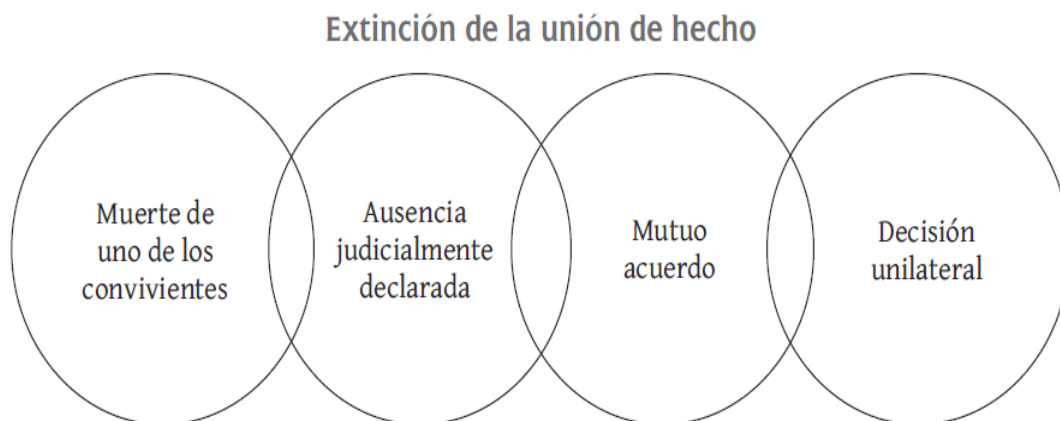 Extinción de la unión de hecho
Muerte de
uno de los
convivientes
Ausencia
judicialmente
declarada
Mutuo
acuerdo
Decisión
unilateral